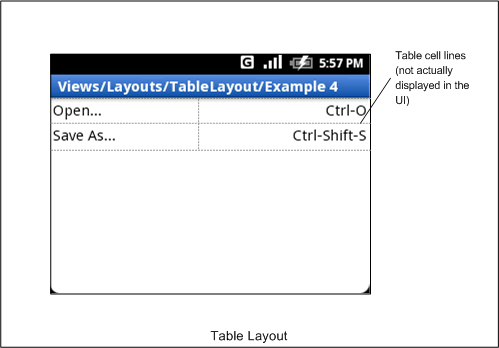 G 5:57 PM
Views/Layouts/TableLayout/Example 4
Open... Ctrl-O
Save As... Ctrl-Shift-S
Table cell lines
(not actually
displayed in the
UI)
Table Layout